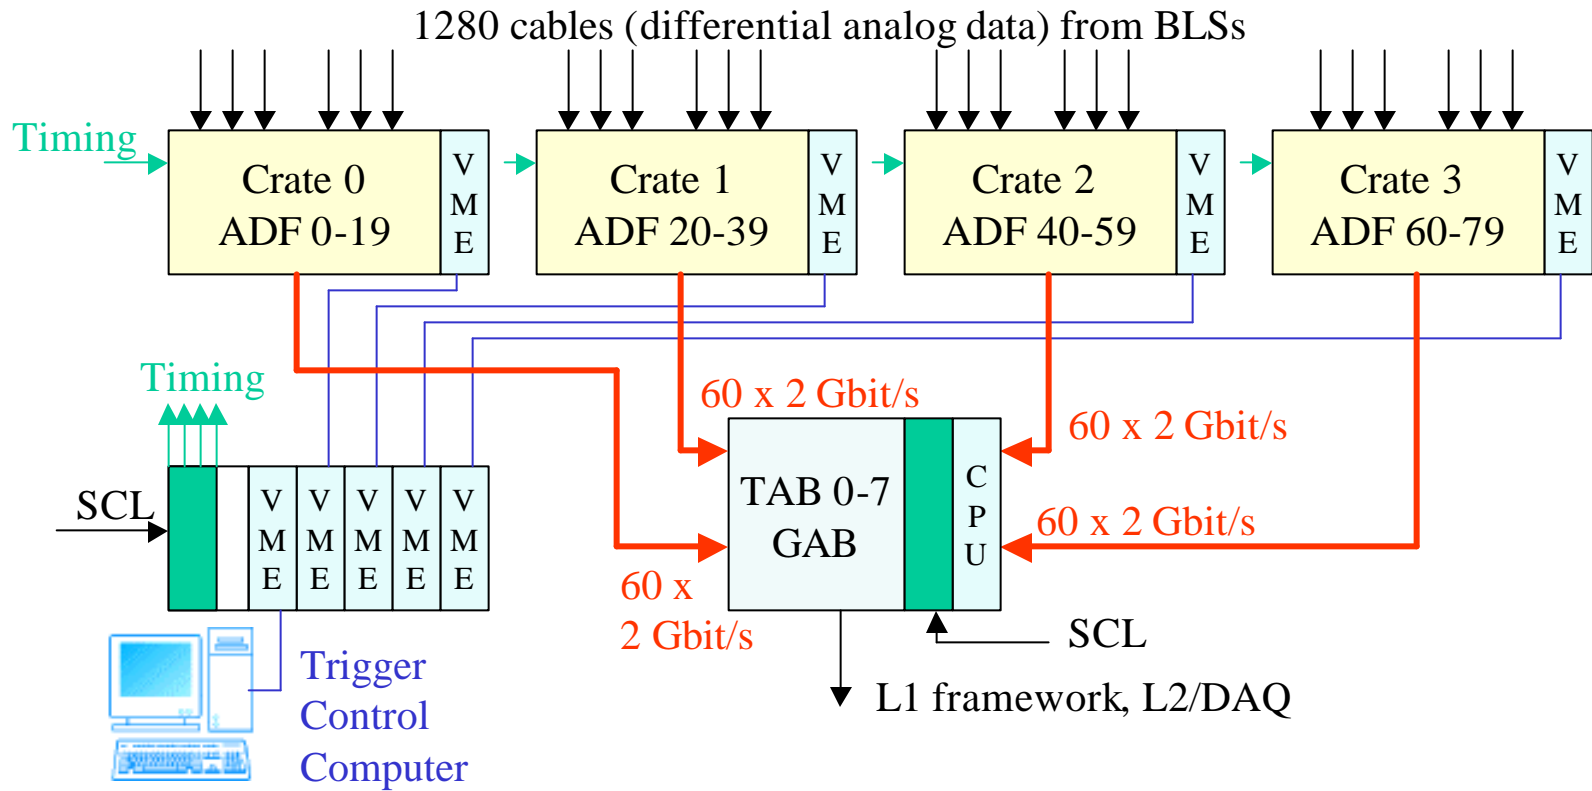 1280 cables (differential analog data) from BLSs
Timing
Crate 0
ADF 0-19
VME
Crate 1
ADF 20-39
VME
Crate 2
ADF 40-59
VME
Crate 3
ADF 60-79
VME
Timing
60 x 2 Gbit/s
60 x 2 Gbit/s
SCL
VME
VME
VME
VME
VME
TAB 0-7
GAB
CPU
60 x 2 Gbit/s
60 x
2 Gbit/s
SCL
Trigger
Control
Computer
L1 framework, L2/DAQ